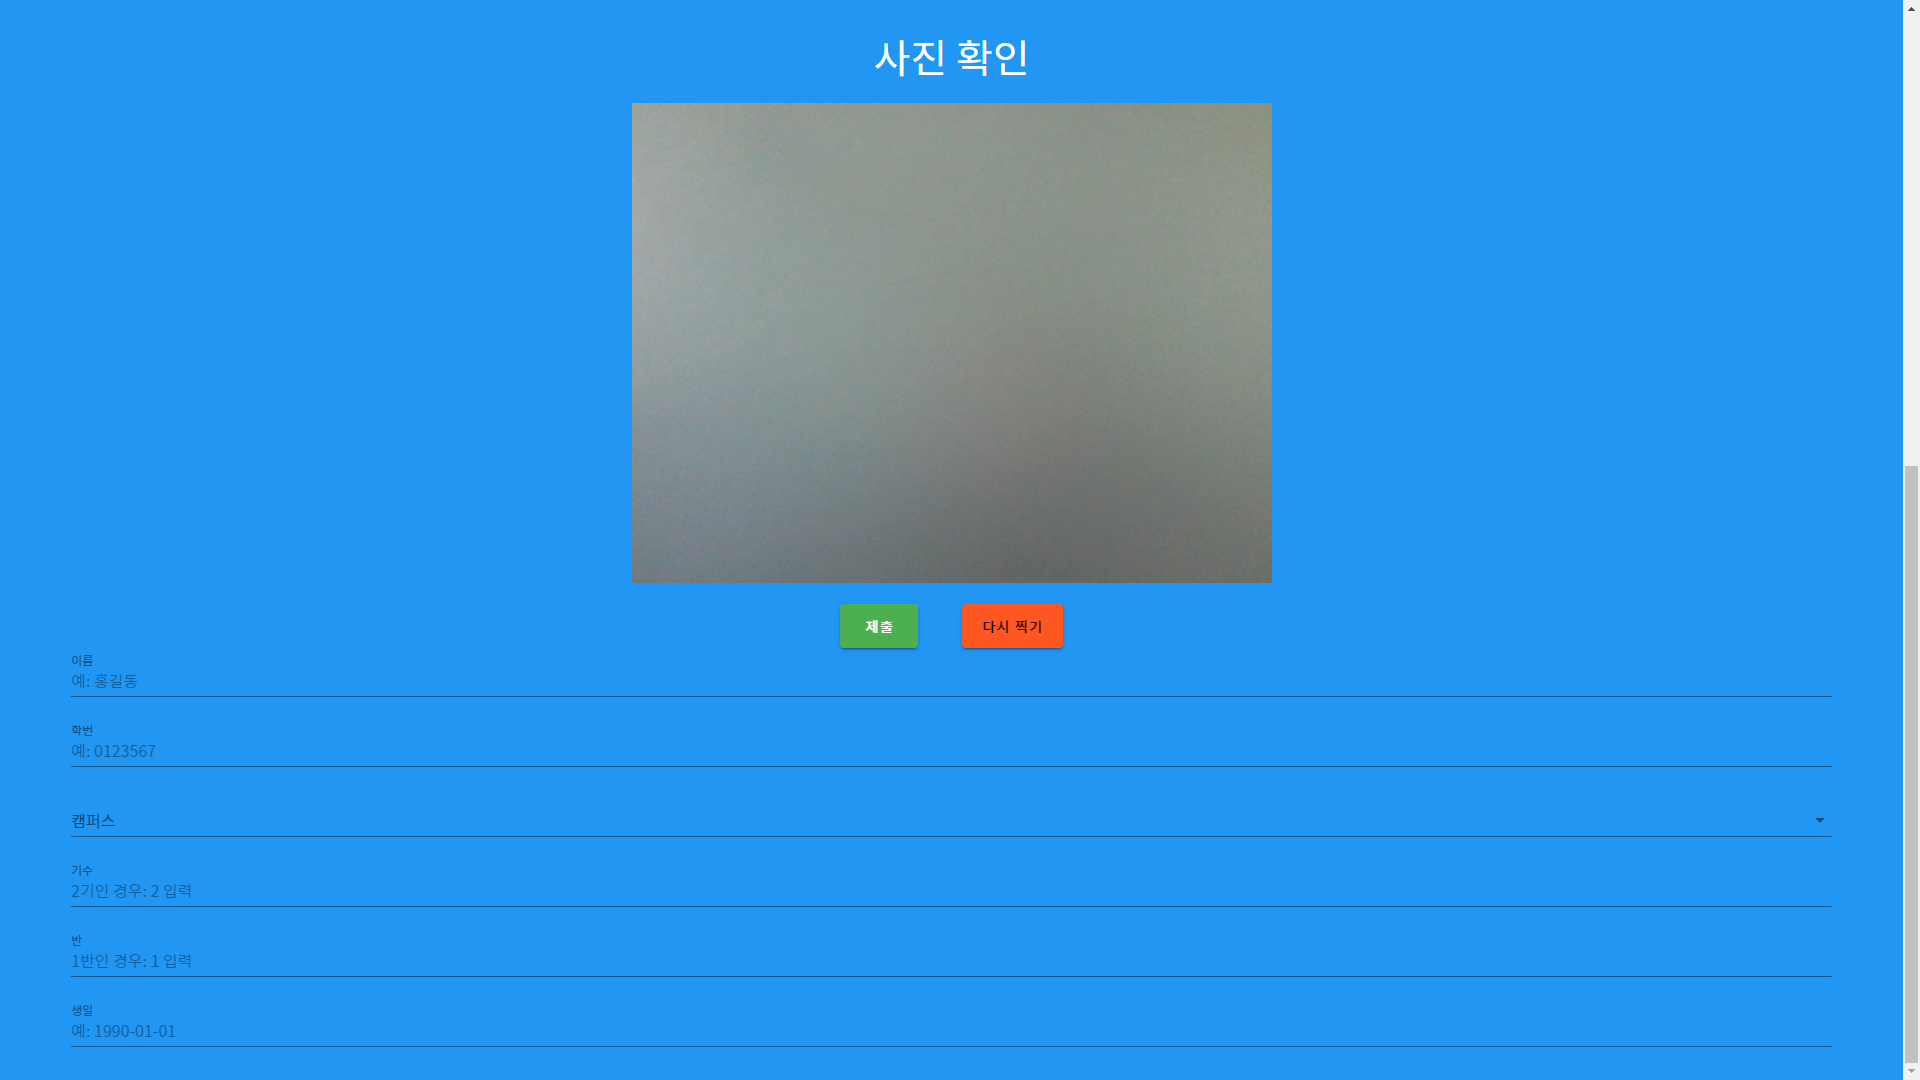 사진 확인
제출 다시 찍기
이름
예: 홍길동
학번
예: 0123567
캠퍼스
기수
2기인 경우: 2 입력
반
1반인 경우: 1 입력
생일
예: 1990-01-01